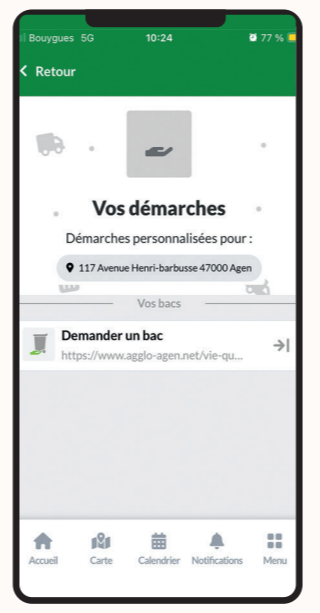 Bouygues 5G 10:24 77 %
Retour
Vos démarches
Démarches personnalisées pour :
117 Avenue Henri-barbusse 47000 Agen
Vos bacs
Demander un bac
https://www.agglo-agen.net/vie-qu...
Accueil Carte Calendrier Notifications Menu